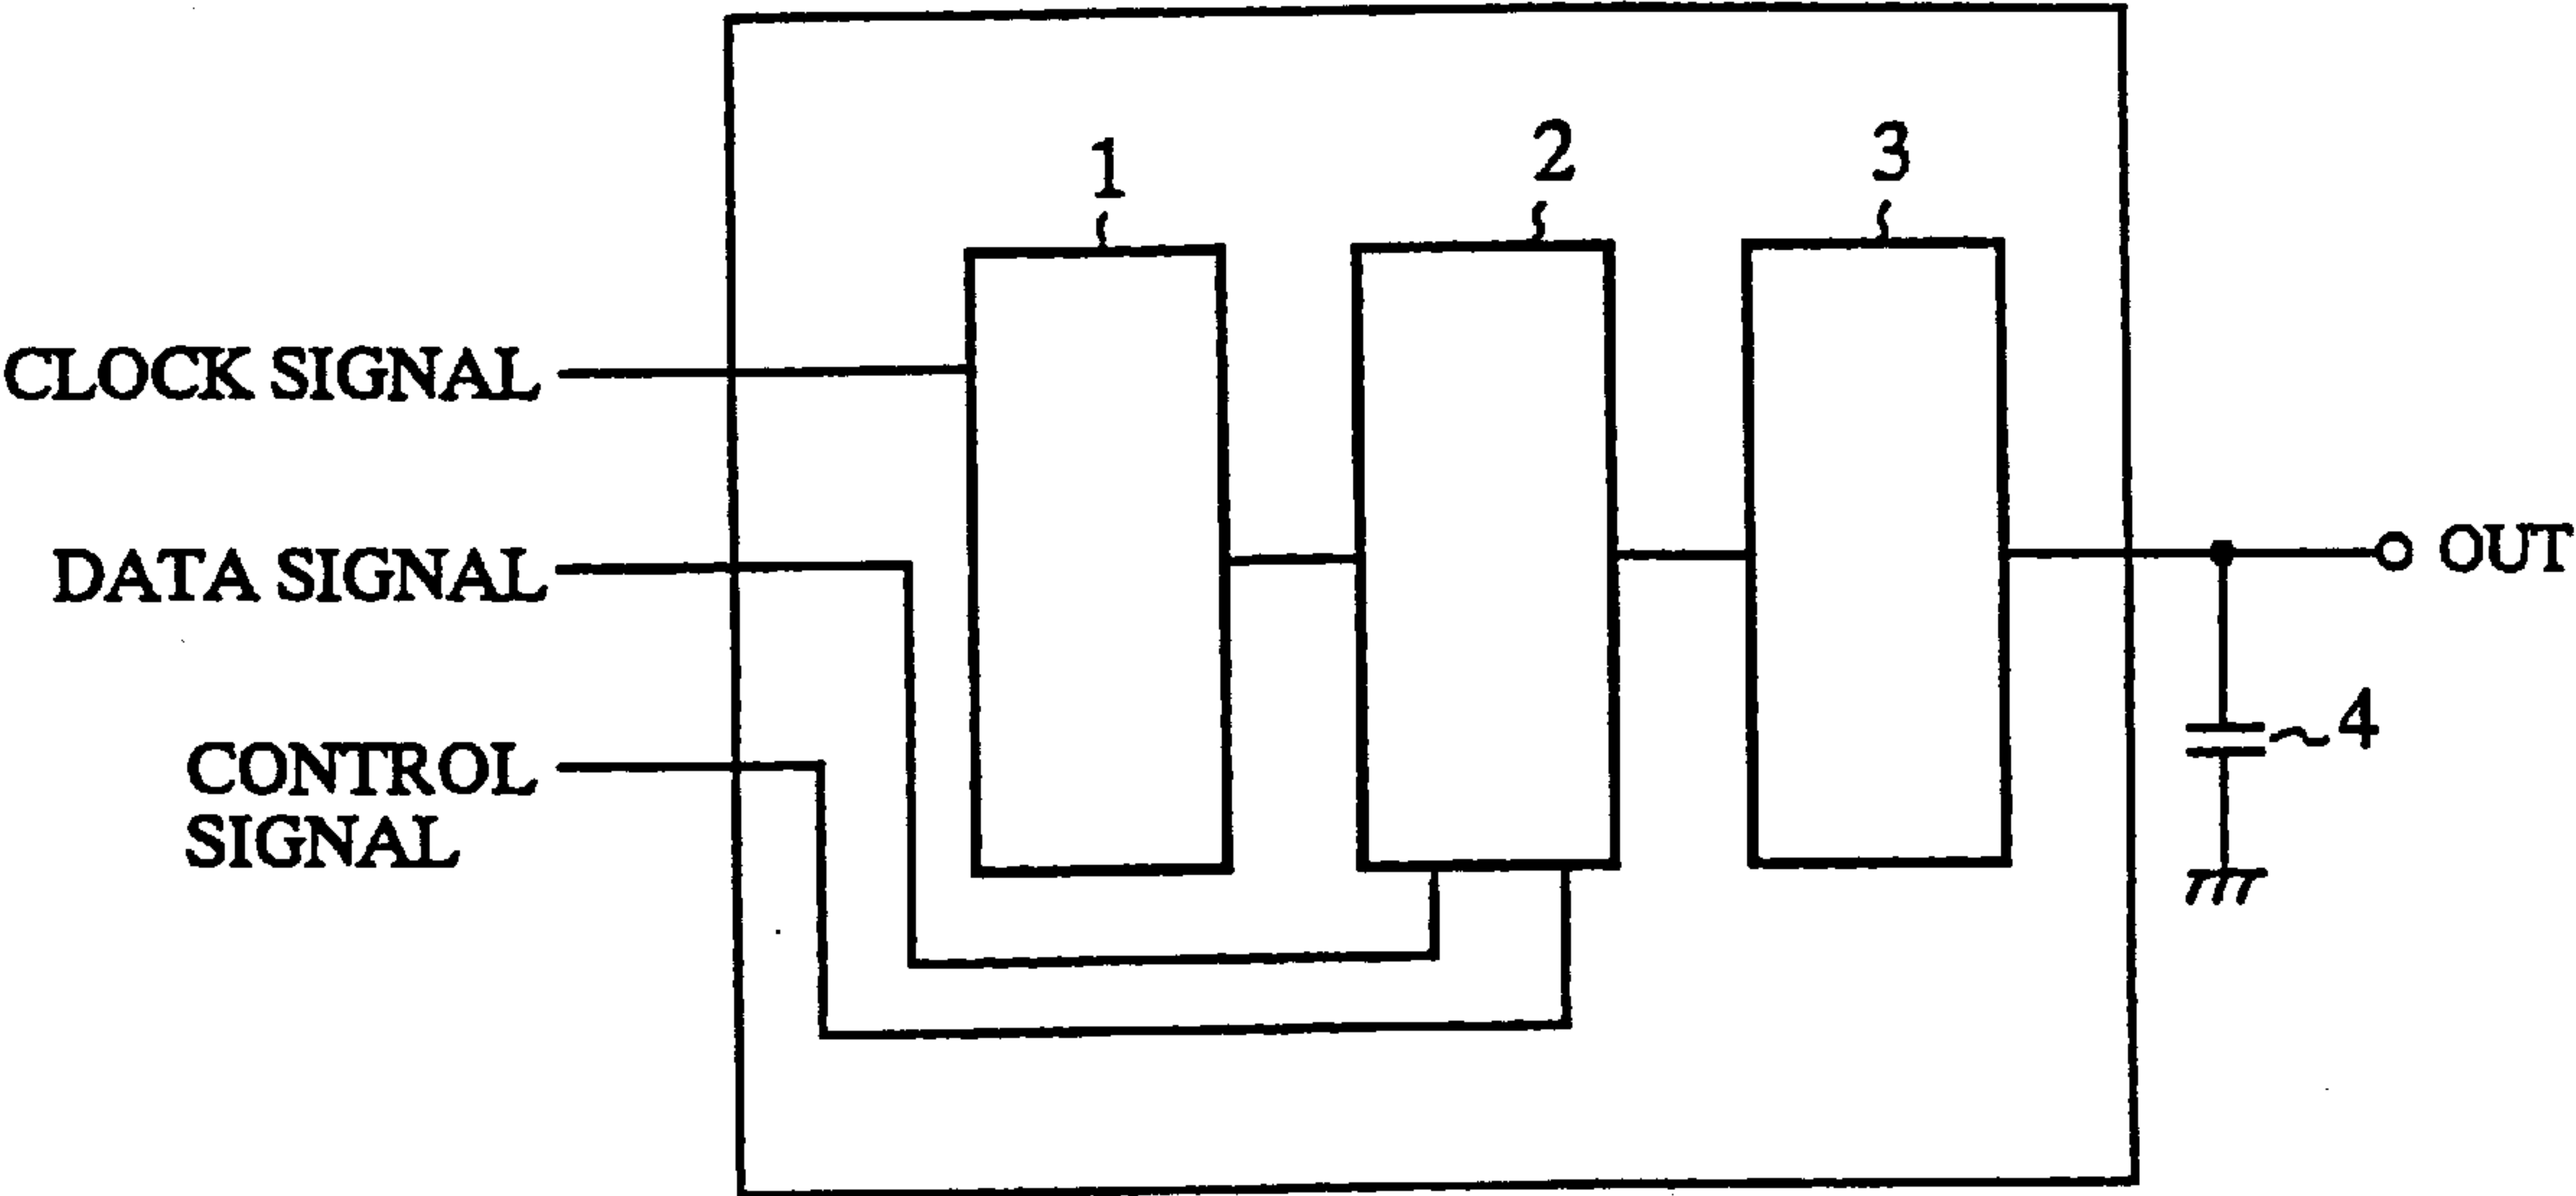 1
2
3
CLOCK SIGNAL
DATA SIGNAL
OUT
CONTROL
SIGNAL
4